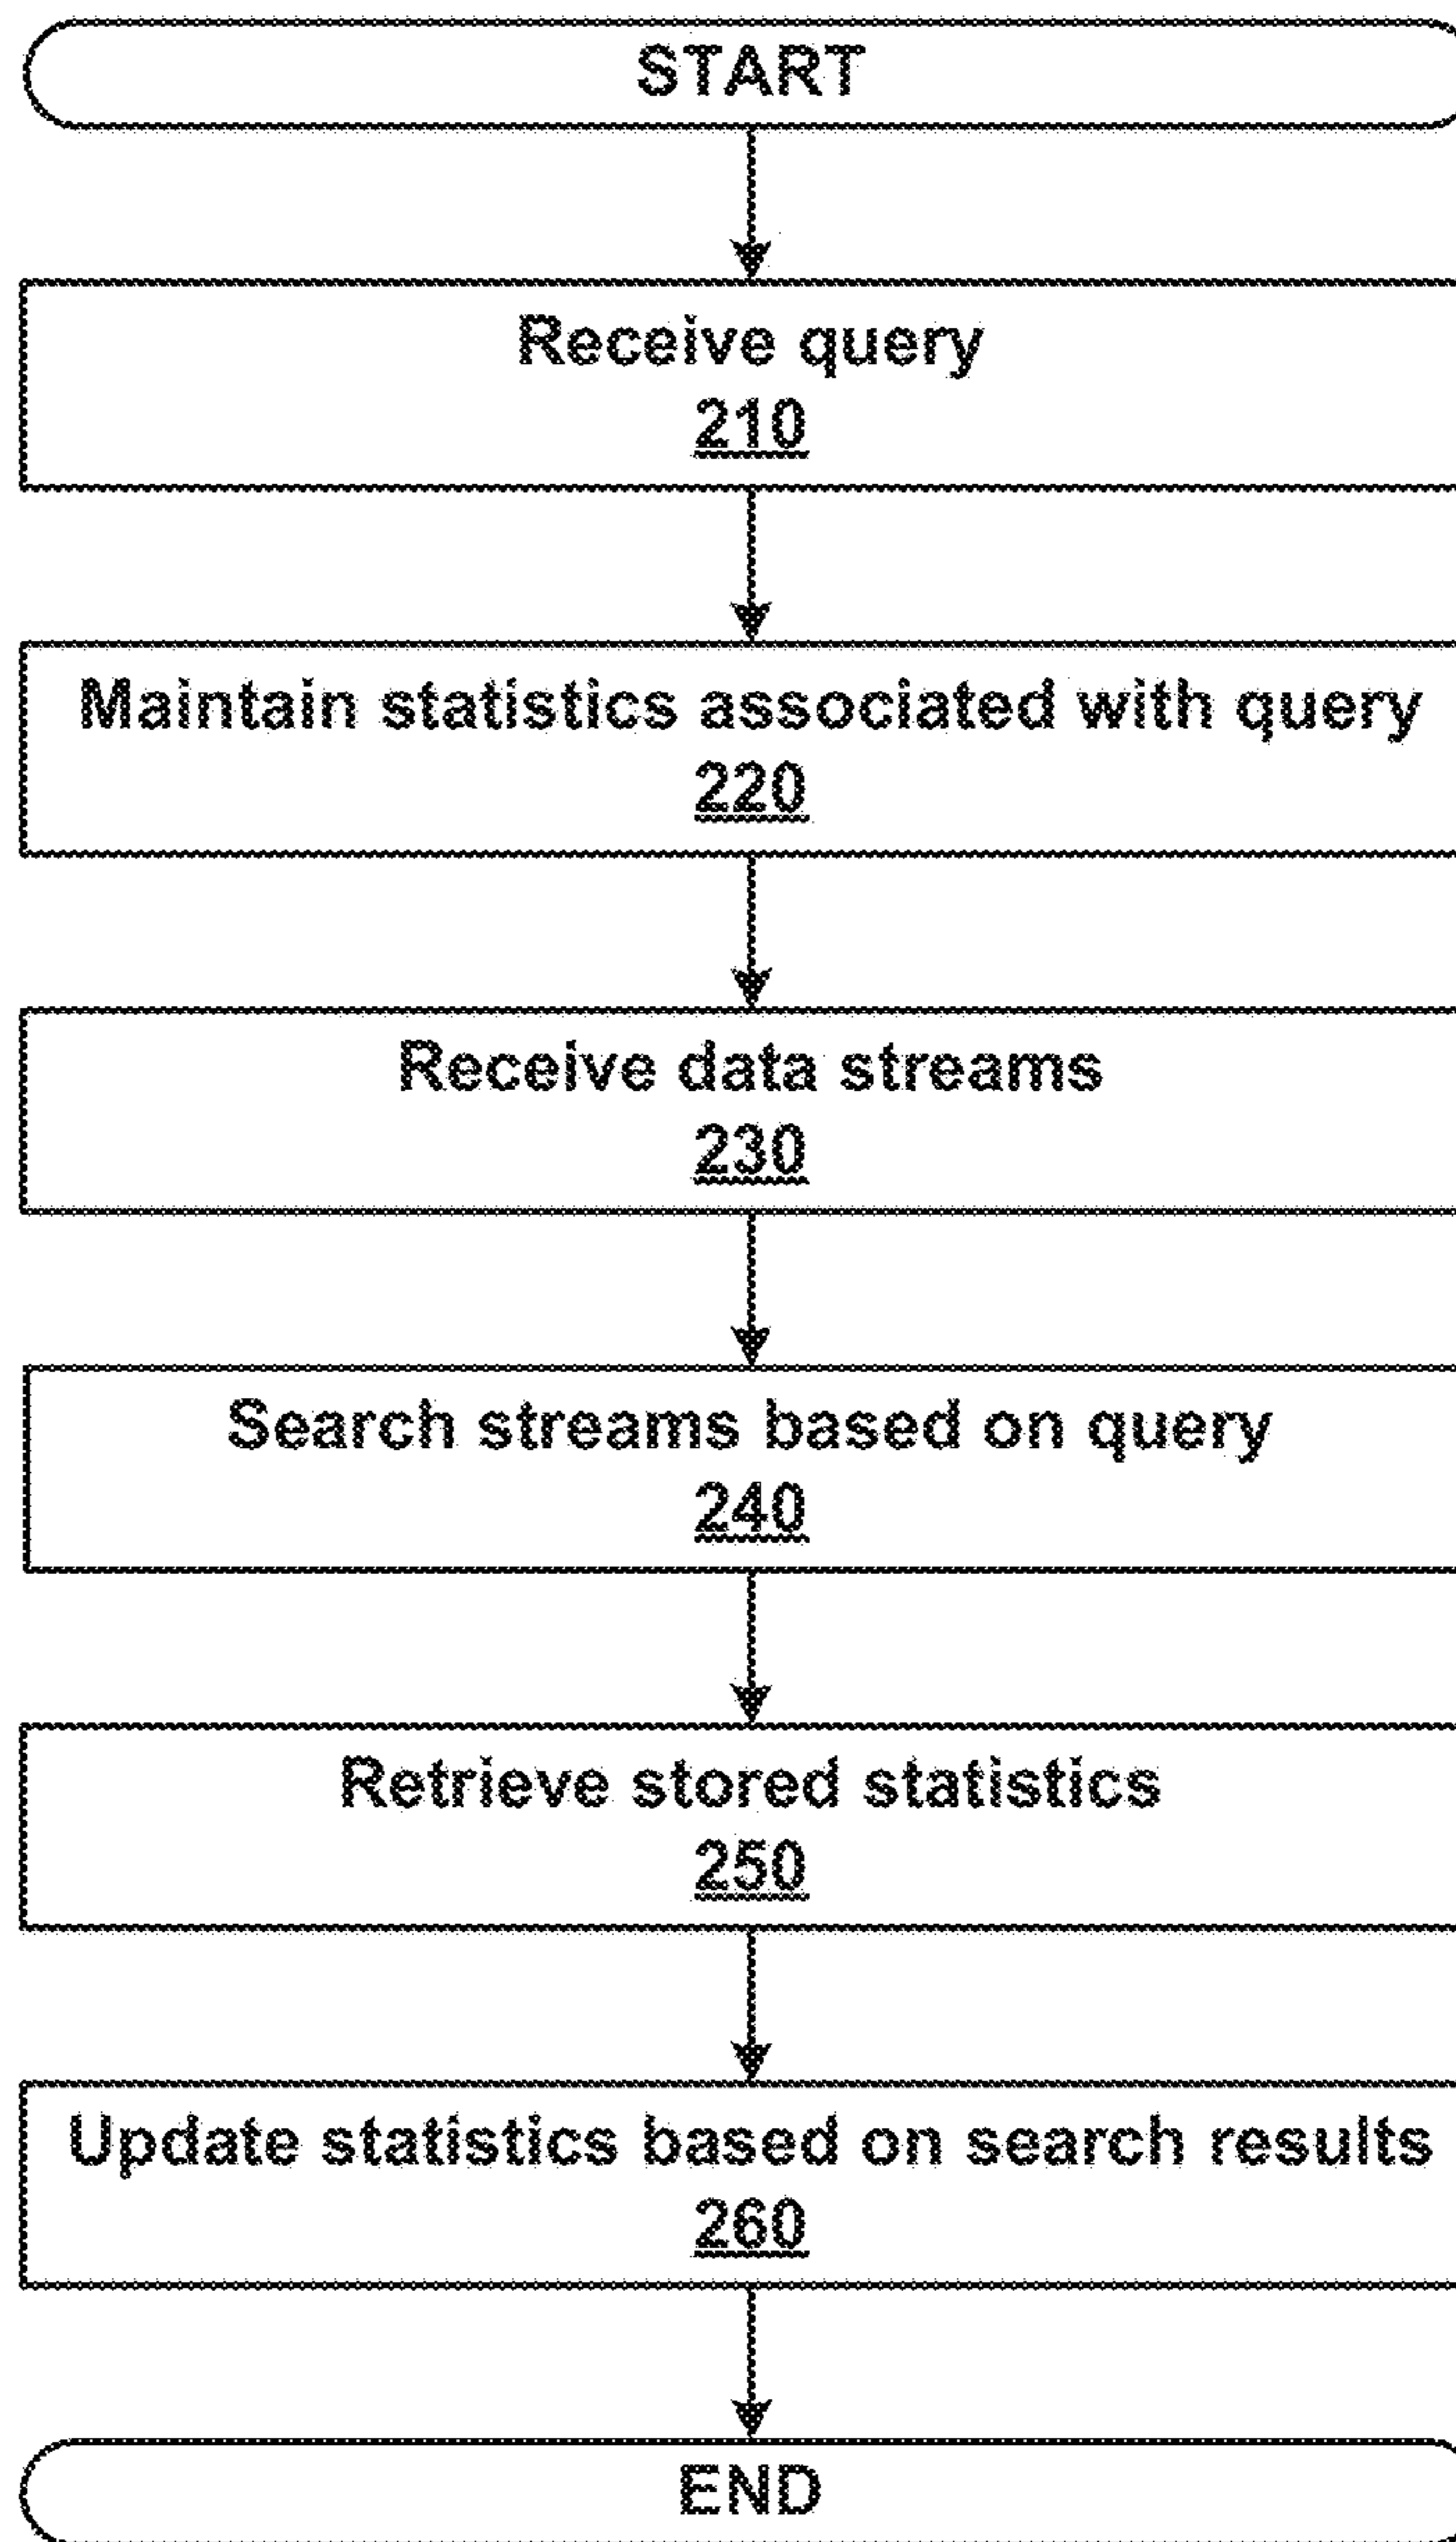 START
Receive query
210
Maintain statistics associated with query
220
Receive data streams
230
Search streams based on query
240
Retrieve stored statistics
250
Update statistics based on search results
260
END